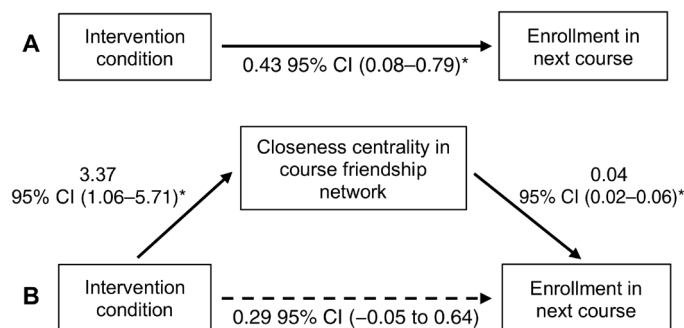 A
Intervention
condition
0.43 95% CI (0.08–0.79)*
Enrollment in
next course
Closeness centrality in
course friendship
network
3.37
95% CI (1.06–5.71)*
0.04
95% CI (0.02–0.06)*
B
Intervention
condition
0.29 95% CI (−0.05 to 0.64)
Enrollment in
next course